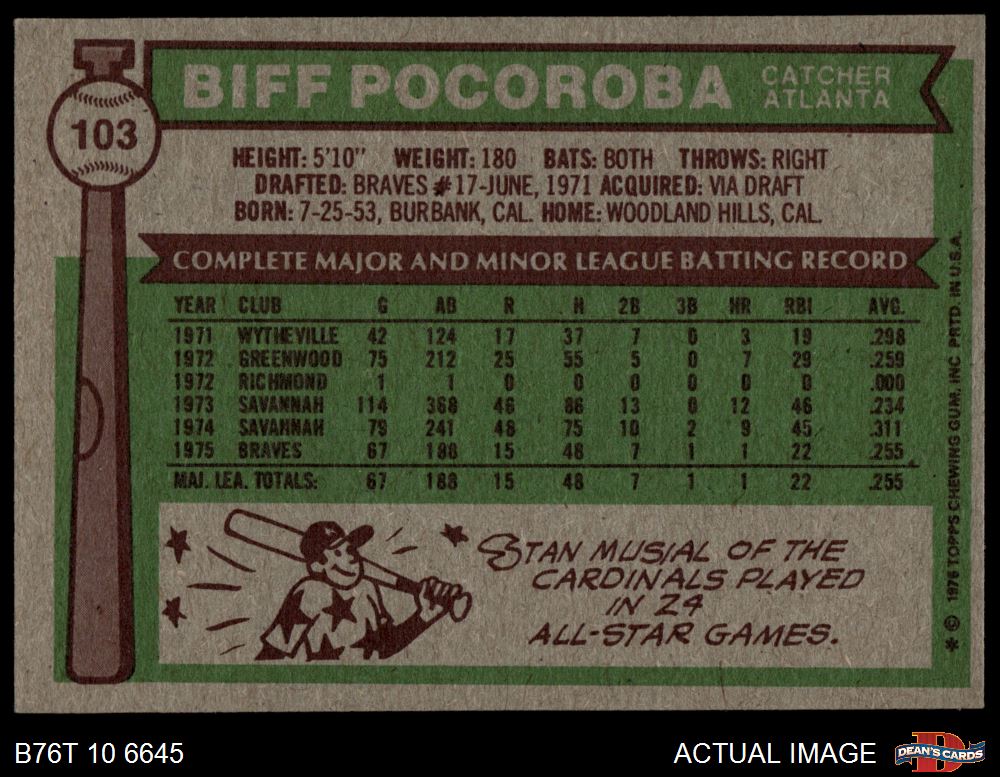 BIFF POCOROBA
CATCHER
ATLANTA
103
HEIGHT: 5'10" WEIGHT: 180 BATS: BOTH THROWS: RIGHT
DRAFTED: BRAVES #17-JUNE, 1971 ACQUIRED: VIA DRAFT
BORN: 7-25-53, BURBANK, CAL. HOME: WOODLAND HILLS, CAL.
COMPLETE MAJOR AND MINOR LEAGUE BATTING RECORD
YEAR CLUB G AB R H 2B 3B HR RBI AVG.
1971 WYTHEVILLE 42 124 17 37 7 0 3 19 .298
1972 GREENWOOD 75 212 25 55 5 0 7 29 .259
1972 RICHMOND 1 1 0 0 0 0 0 0 .000
1973 SAVANNAH 114 368 46 86 13 0 12 46 .234
1974 SAVANNAH 79 241 48 75 10 2 9 45 .311
1975 BRAVES 67 188 15 48 7 1 1 22 .255
MAJ. LEA. TOTALS: 67 188 15 48 7 1 1 22 .255
STAN MUSIAL OF THE
CARDINALS PLAYED
IN 24
ALL-STAR GAMES.
* © 1976 TOPPS CHEWING GUM, INC. PRTD. IN U.S.A.
B76T 10 6645
ACTUAL IMAGE
D
DEAN'S CARDS